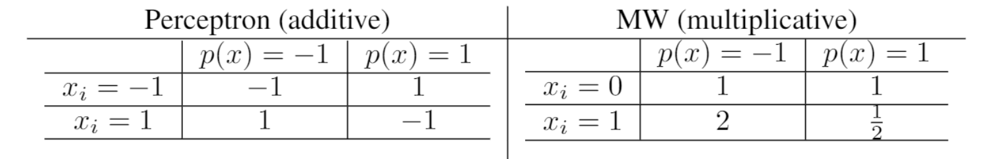 Perceptron (additive) MW (multiplicative)
p(x) = −1 p(x) = 1 p(x) = −1 p(x) = 1
x_i = −1 −1 1 x_i = 0 1 1
x_i = 1 1 −1 x_i = 1 2 1/2